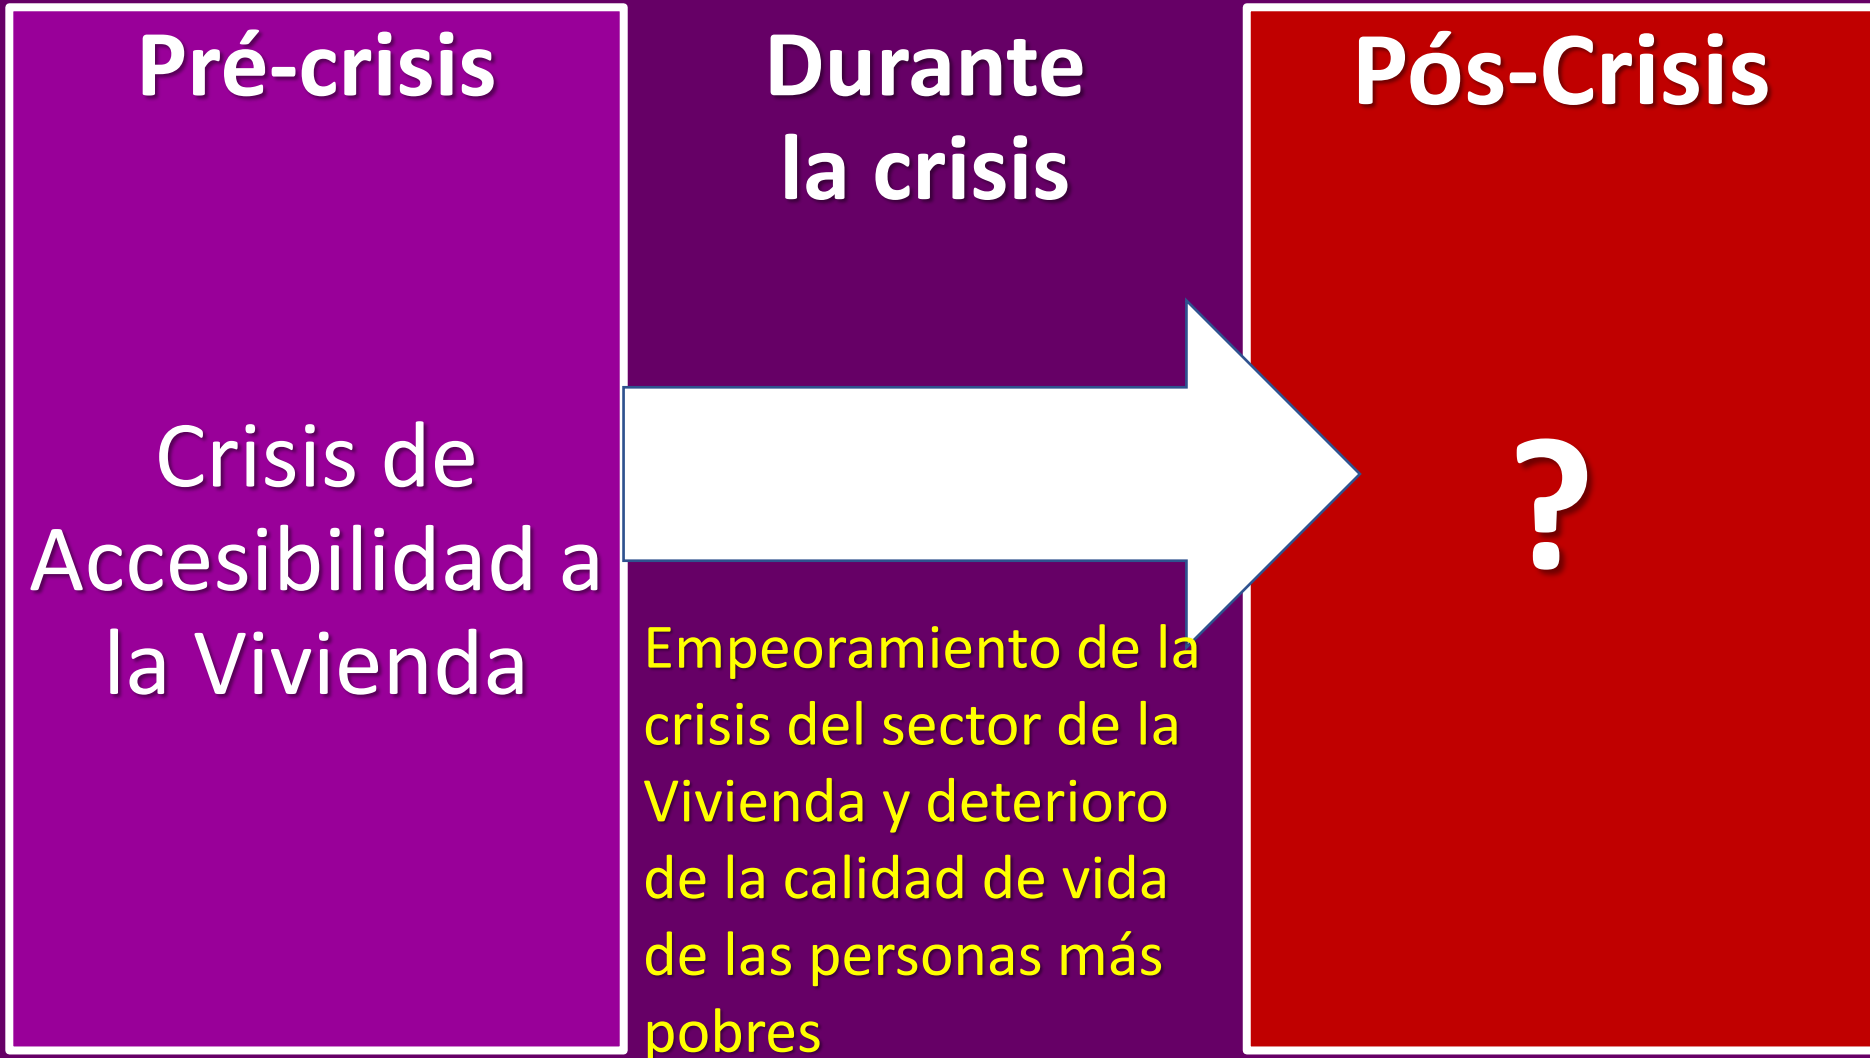 Pré-crisis
Crisis de
Accesibilidad a
la Vivienda
Durante
la crisis
Empeoramiento de la
crisis del sector de la
Vivienda y deterioro
de la calidad de vida
de las personas más
pobres
Pós-Crisis
?